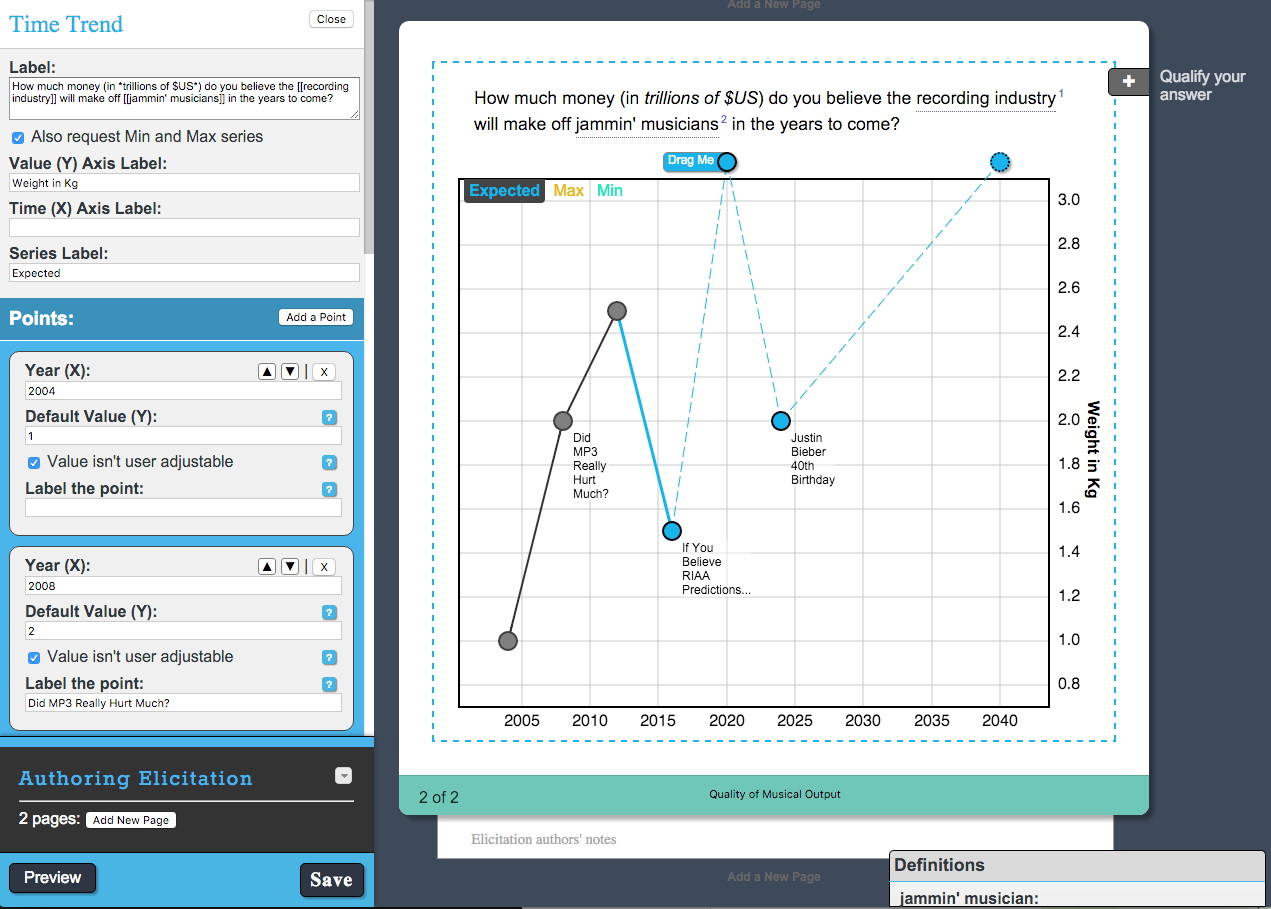 Time Trend
Close
Label:
How much money (in *trillions of $US*) do you believe the [[recording
industry]] will make off [[jammin' musicians]] in the years to come?
Also request Min and Max series
Value (Y) Axis Label:
Weight in Kg
Time (X) Axis Label:
Series Label:
Expected
Points:
Add a Point
Year (X):
▲ ▼ | X
2004
Default Value (Y):
?
1
Value isn't user adjustable
?
Label the point:
?
Year (X):
▲ ▼ | X
2008
Default Value (Y):
?
2
Value isn't user adjustable
?
Label the point:
?
Did MP3 Really Hurt Much?
Authoring Elicitation
2 pages:
Add New Page
Preview
Save
Add a New Page
How much money (in trillions of $US) do you believe the recording industry 1
will make off jammin' musicians 2 in the years to come?
+
Qualify your
answer
Drag Me
Expected Max Min
3.0
2.8
2.6
2.4
2.2
2.0
1.8
1.6
1.4
1.2
1.0
0.8
Weight in Kg
Did
MP3
Really
Hurt
Much?
Justin
Bieber
40th
Birthday
If You
Believe
RIAA
Predictions...
2005 2010 2015 2020 2025 2030 2035 2040
2 of 2
Quality of Musical Output
Elicitation authors' notes
Add a New Page
Definitions
jammin' musician: